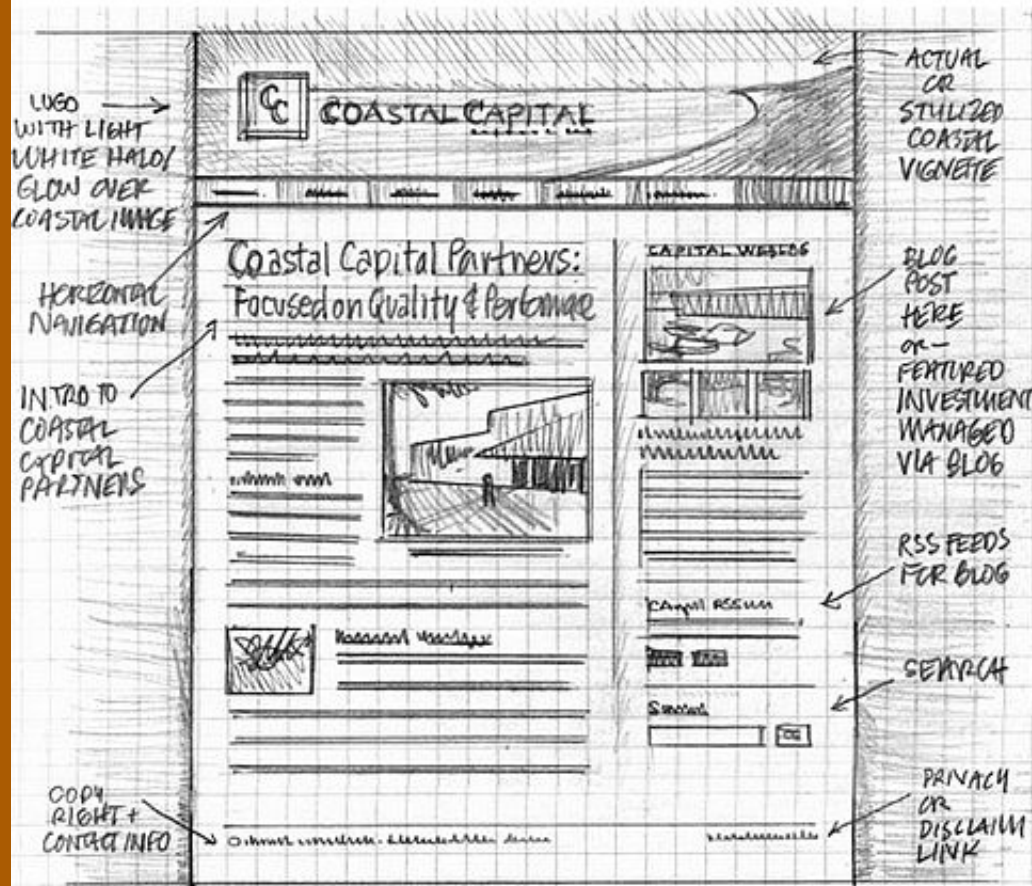 CC
COASTAL CAPITAL
LOGO
WITH LIGHT
WHITE HALO/
GLOW OVER
COASTAL IMAGE
HORIZONTAL
NAVIGATION
INTRO TO
COASTAL
CAPITAL
PARTNERS
COPY
RIGHT +
CONTACT INFO
Coastal Capital Partners:
Focused on Quality & Performance
CAPITAL WEBLOG
Capital RSS
Search
ACTUAL
OR
STYLIZED
COASTAL
VIGNETTE
BLOG
POST
HERE
OR—
FEATURED
INVESTMENT
MANAGED
VIA BLOG
RSS FEEDS
FOR BLOG
SEARCH
PRIVACY
OR
DISCLAIM
LINK